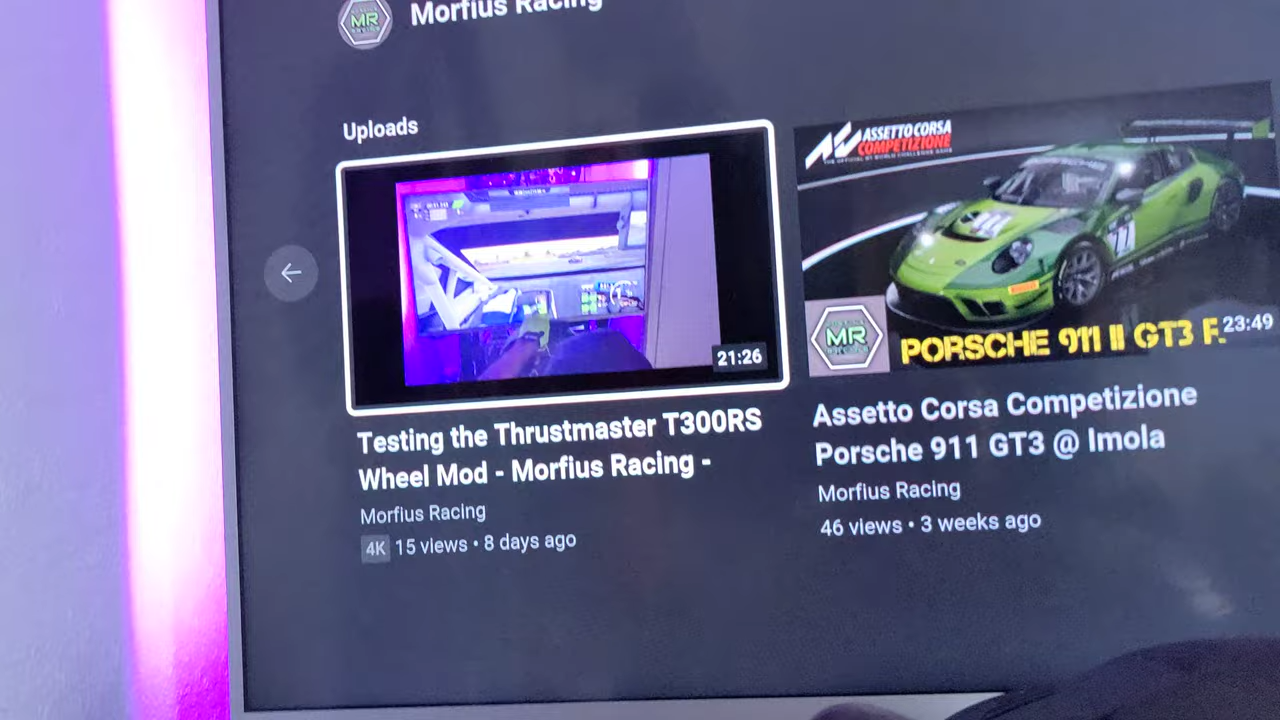 MR
Morfius Racing
Uploads
21:26
Testing the Thrustmaster T300RS
Wheel Mod - Morfius Racing -
Morfius Racing
4K 15 views • 8 days ago
ASSETTO CORSA
COMPETIZIONE
77
MR
PORSCHE 911 II GT3 R.
23:49
Assetto Corsa Competizione
Porsche 911 GT3 @ Imola
Morfius Racing
46 views • 3 weeks ago